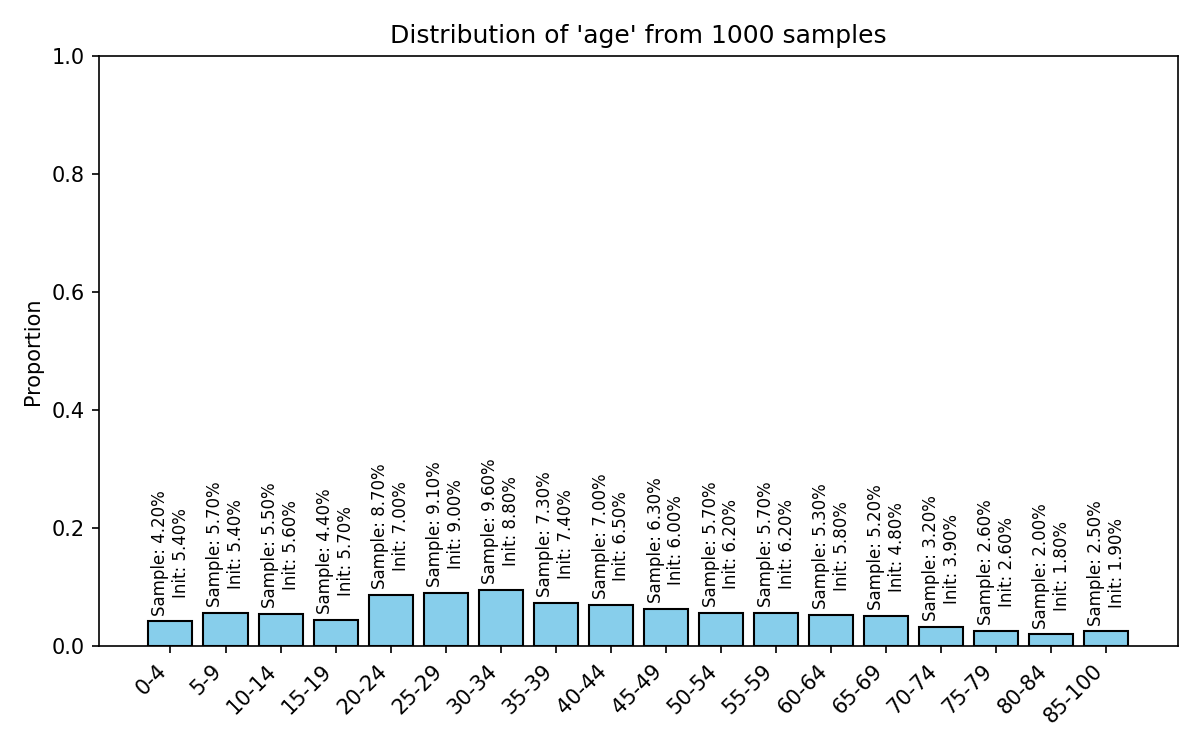 Distribution of 'age' from 1000 samples
Proportion
1.0
0.8
0.6
0.4
0.2
0.0
Sample: 4.20%
Init: 5.40%
Sample: 5.70%
Init: 5.40%
Sample: 5.50%
Init: 5.60%
Sample: 4.40%
Init: 5.70%
Sample: 8.70%
Init: 7.00%
Sample: 9.10%
Init: 9.00%
Sample: 9.60%
Init: 8.80%
Sample: 7.30%
Init: 7.40%
Sample: 7.00%
Init: 6.50%
Sample: 6.30%
Init: 6.00%
Sample: 5.70%
Init: 6.20%
Sample: 5.70%
Init: 6.20%
Sample: 5.30%
Init: 5.80%
Sample: 5.20%
Init: 4.80%
Sample: 3.20%
Init: 3.90%
Sample: 2.60%
Init: 2.60%
Sample: 2.00%
Init: 1.80%
Sample: 2.50%
Init: 1.90%
0-4
5-9
10-14
15-19
20-24
25-29
30-34
35-39
40-44
45-49
50-54
55-59
60-64
65-69
70-74
75-79
80-84
85-100